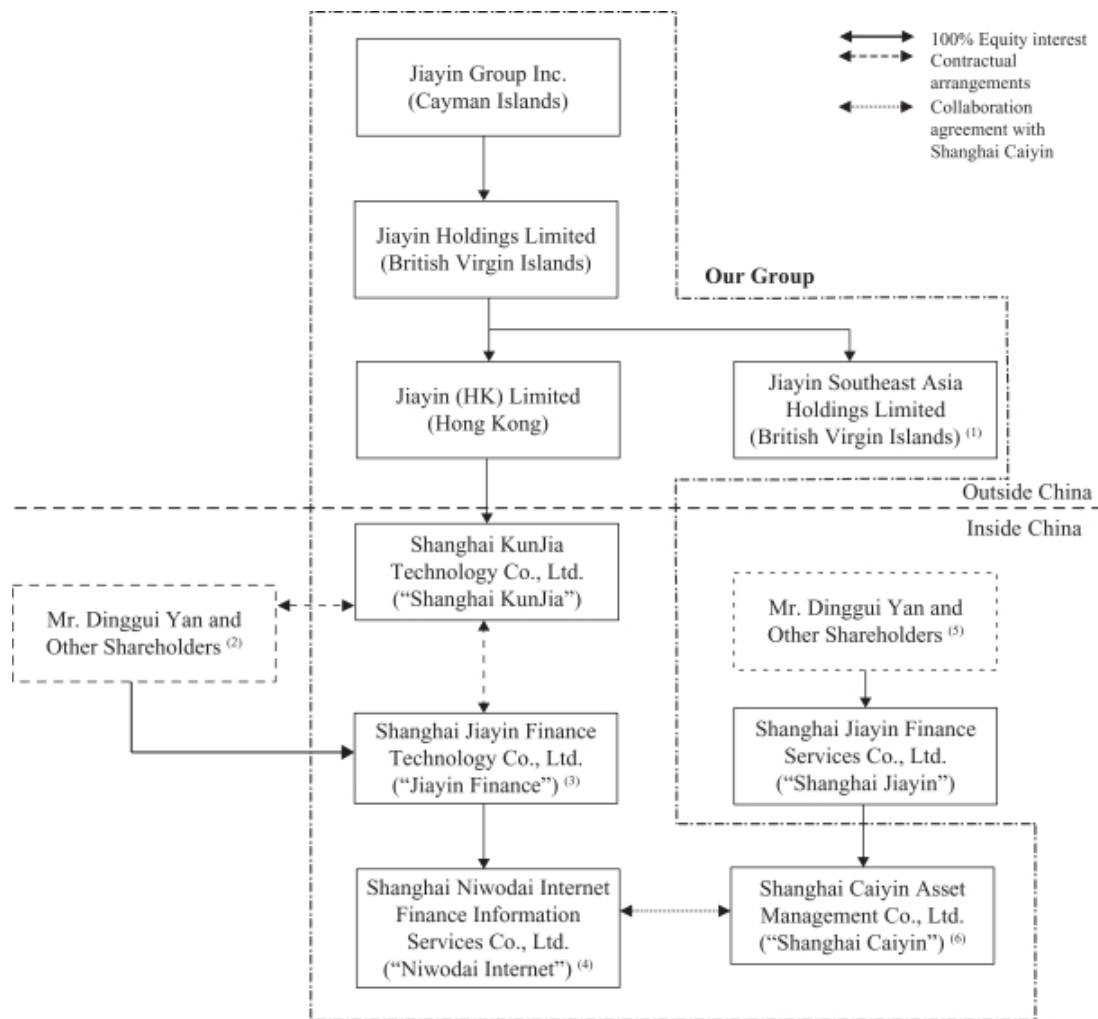 Jiayin Group Inc.
(Cayman Islands)
100% Equity interest
Contractual
arrangements
Collaboration
agreement with
Shanghai Caiyin
Jiayin Holdings Limited
(British Virgin Islands)
Our Group
Jiayin (HK) Limited
(Hong Kong)
Jiayin Southeast Asia
Holdings Limited
(British Virgin Islands) (1)
Outside China
Inside China
Shanghai KunJia
Technology Co., Ltd.
(“Shanghai KunJia”)
Mr. Dinggui Yan and
Other Shareholders (2)
Mr. Dinggui Yan and
Other Shareholders (5)
Shanghai Jiayin Finance
Technology Co., Ltd.
(“Jiayin Finance”) (3)
Shanghai Jiayin Finance
Services Co., Ltd.
(“Shanghai Jiayin”)
Shanghai Niwodai Internet
Finance Information
Services Co., Ltd.
(“Niwodai Internet”) (4)
Shanghai Caiyin Asset
Management Co., Ltd.
(“Shanghai Caiyin”) (6)